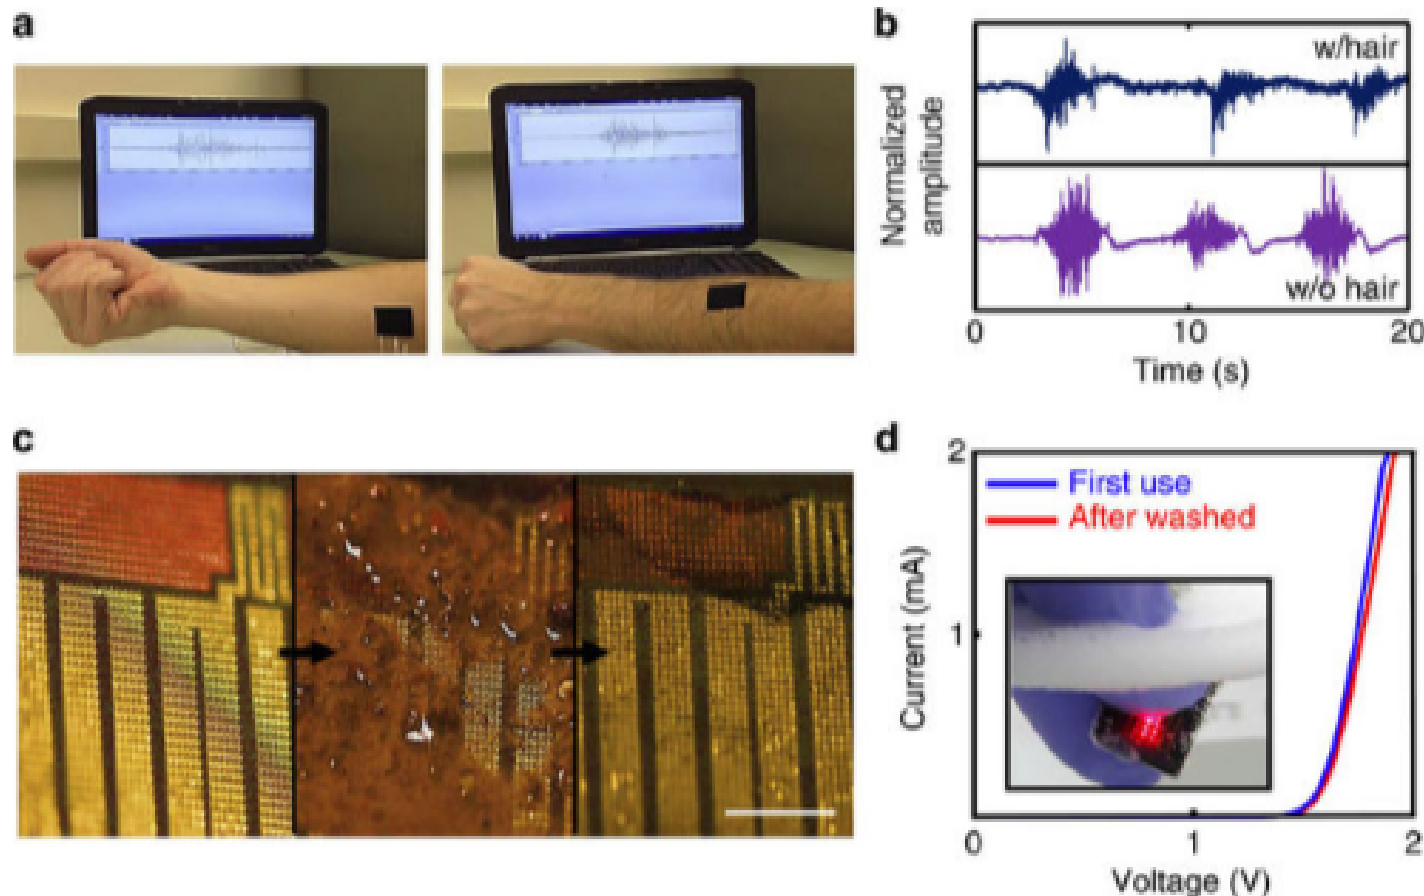 a
b
w/hair
w/o hair
Normalized
amplitude
0
10
20
Time (s)
c
d
2
First use
After washed
Current (mA)
1
0
1
2
Voltage (V)